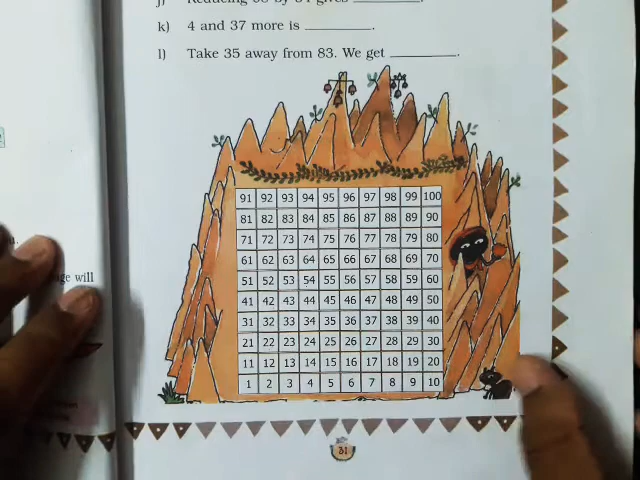 k) 4 and 37 more is ________.
l) Take 35 away from 83. We get ________.
91 92 93 94 95 96 97 98 99 100
81 82 83 84 85 86 87 88 89 90
71 72 73 74 75 76 77 78 79 80
61 62 63 64 65 66 67 68 69 70
51 52 53 54 55 56 57 58 59 60
41 42 43 44 45 46 47 48 49 50
31 32 33 34 35 36 37 38 39 40
21 22 23 24 25 26 27 28 29 30
11 12 13 14 15 16 17 18 19 20
1 2 3 4 5 6 7 8 9 10
will
31